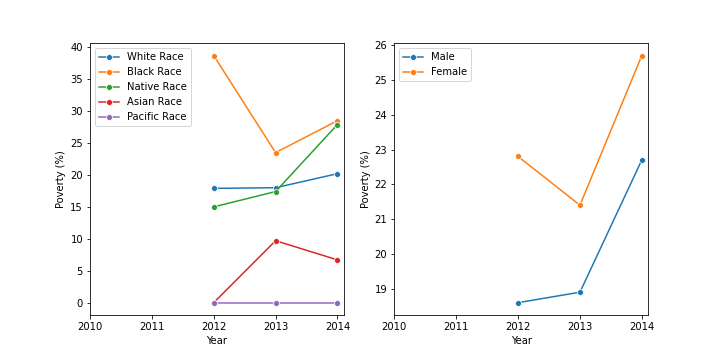 40
35
30
25
20
15
10
5
0
Poverty (%)
White Race
Black Race
Native Race
Asian Race
Pacific Race
2010 2011 2012 2013 2014
Year
26
25
24
23
22
21
20
19
Poverty (%)
Male
Female
2010 2011 2012 2013 2014
Year